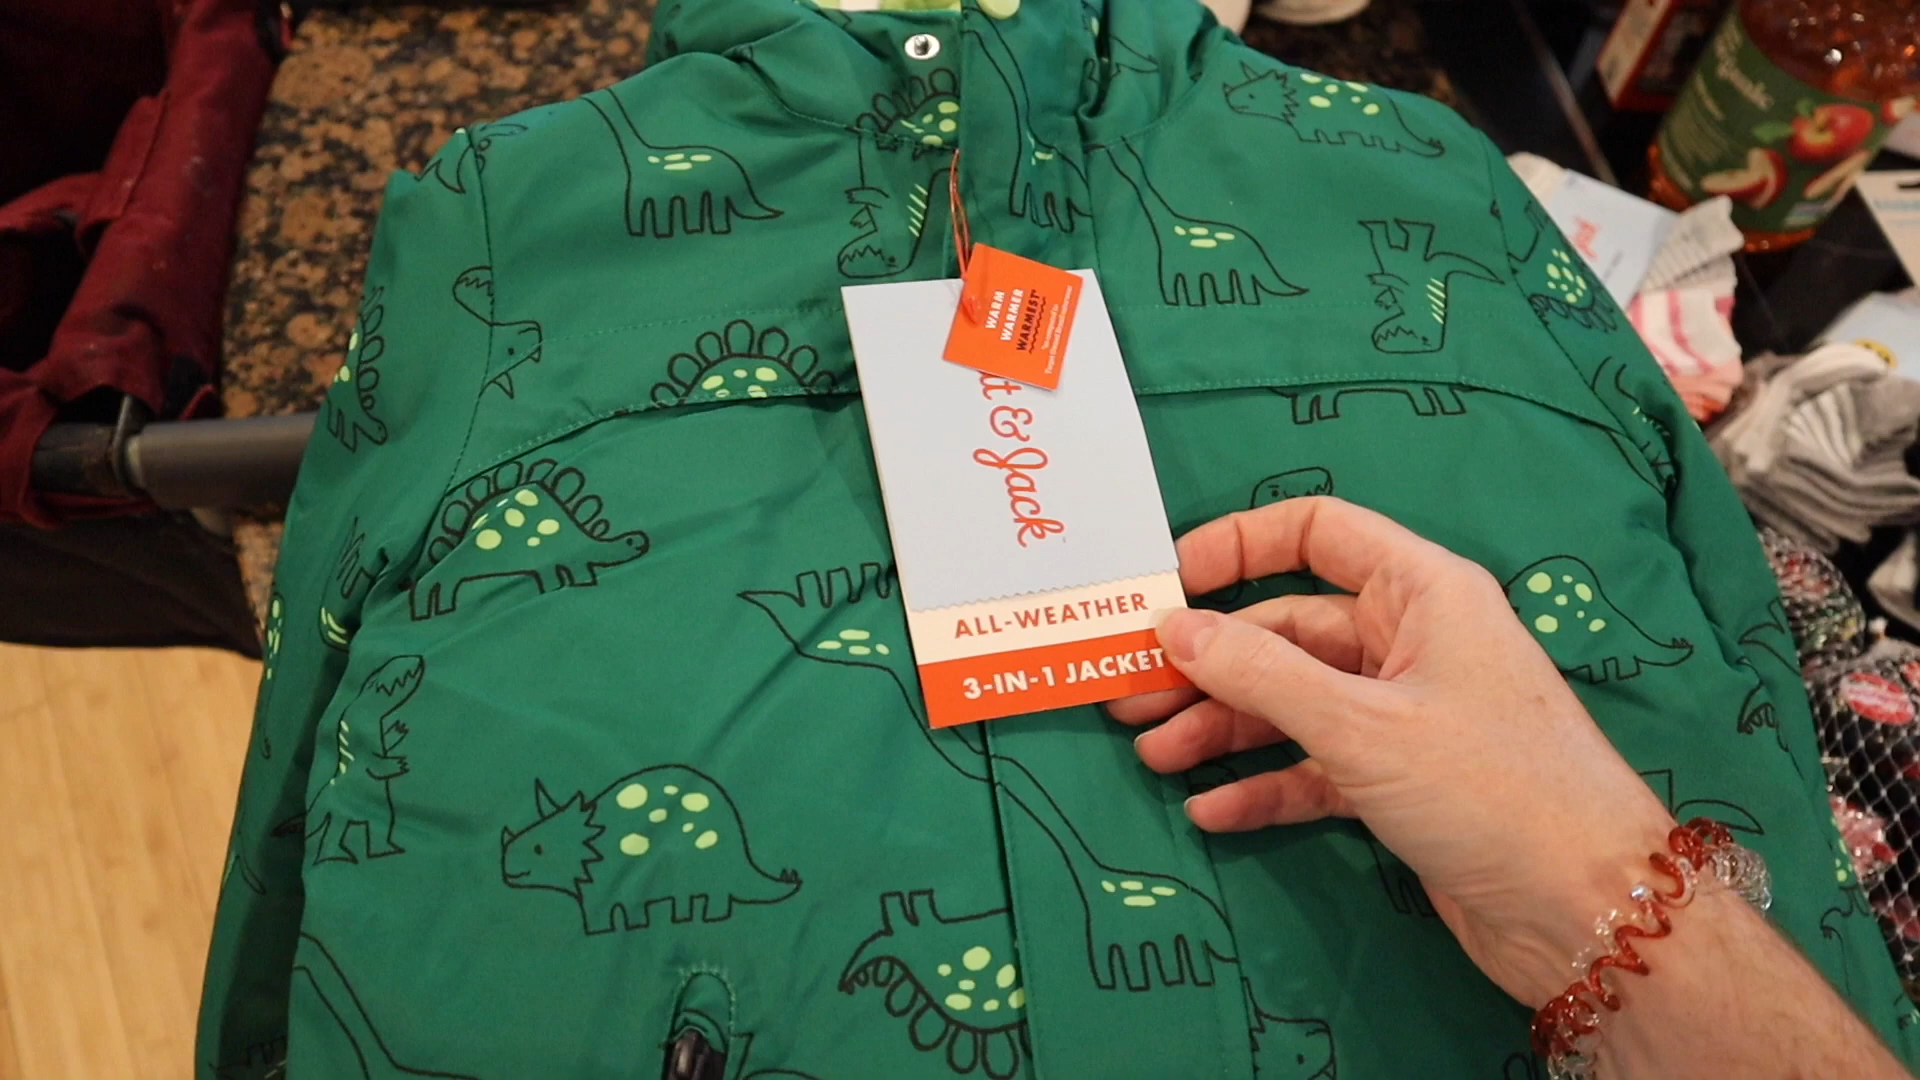 WARM
WARMER
WARMEST*
& Jack
ALL-WEATHER
3-IN-1 JACKET